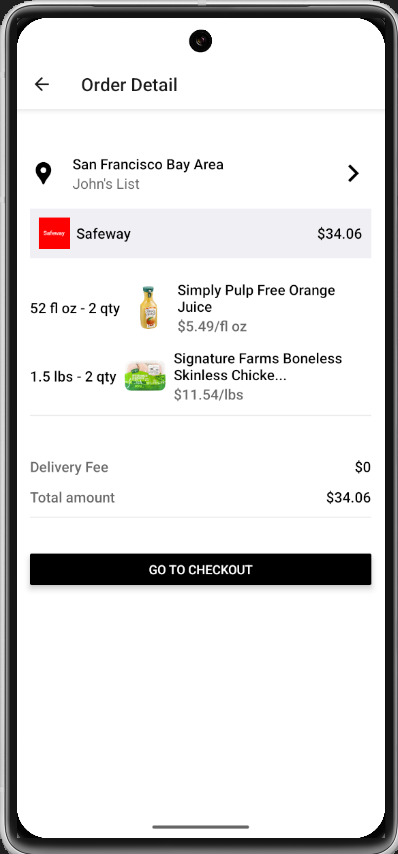 Order Detail
San Francisco Bay Area
John's List
Safeway
Safeway
$34.06
52 fl oz - 2 qty
Simply Pulp Free Orange
Juice
$5.49/fl oz
1.5 lbs - 2 qty
Signature Farms Boneless
Skinless Chicke...
$11.54/lbs
Delivery Fee
$0
Total amount
$34.06
GO TO CHECKOUT